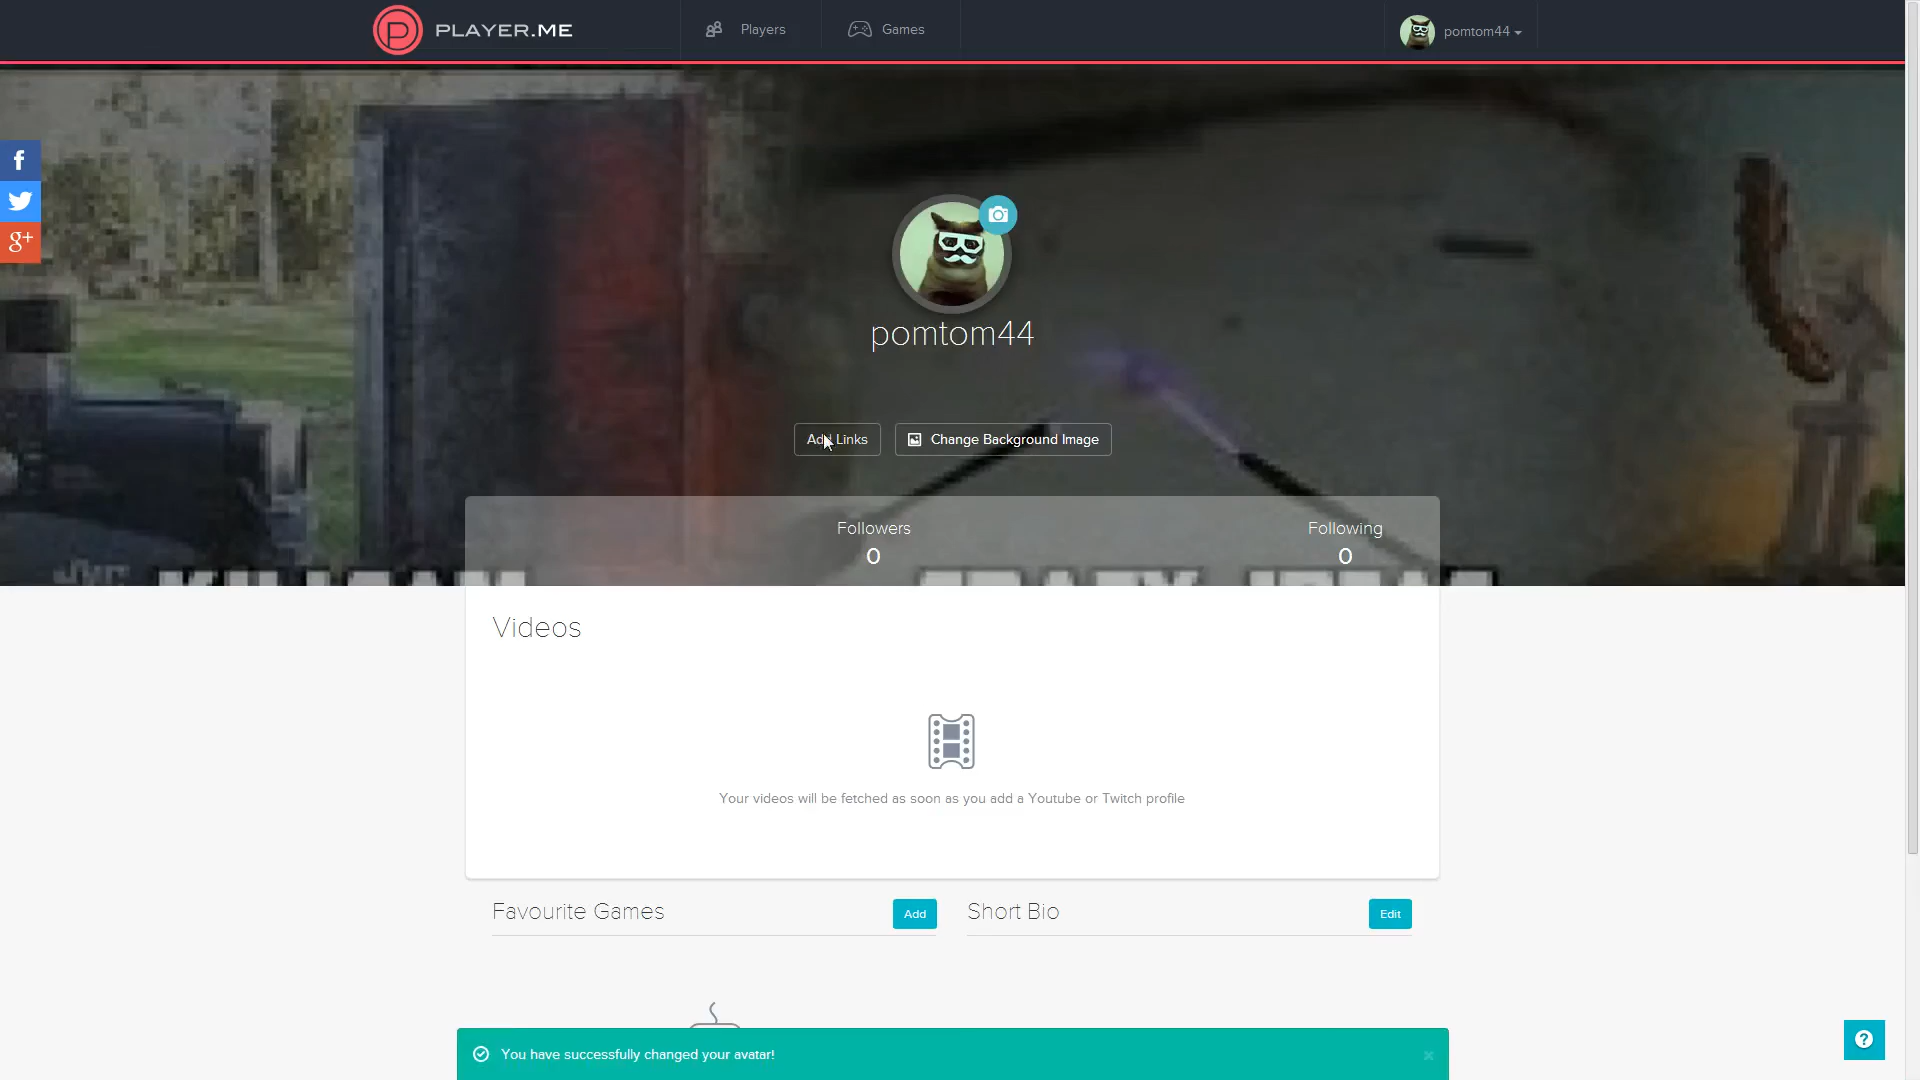 PLAYER.ME
Players
Games
pomtom44
f
g+
pomtom44
Add Links
Change Background Image
Followers
Following
0
0
JVC
Videos
Your videos will be fetched as soon as you add a Youtube or Twitch profile
Favourite Games
Add
Short Bio
Edit
You have successfully changed your avatar!
×
?